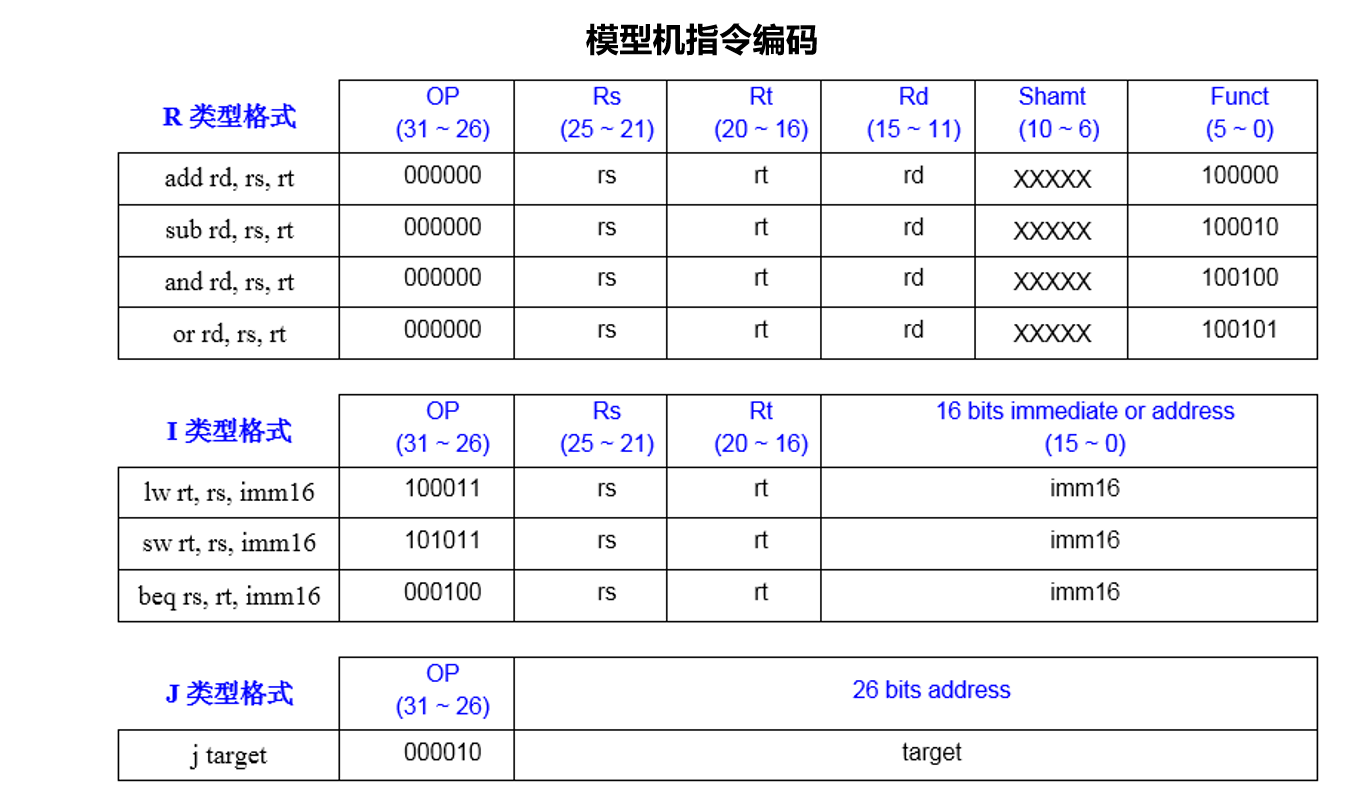 模型机指令编码
R 类型格式 OP (31 ~ 26) Rs (25 ~ 21) Rt (20 ~ 16) Rd (15 ~ 11) Shamt (10 ~ 6) Funct (5 ~ 0)
add rd, rs, rt 000000 rs rt rd XXXXX 100000
sub rd, rs, rt 000000 rs rt rd XXXXX 100010
and rd, rs, rt 000000 rs rt rd XXXXX 100100
or rd, rs, rt 000000 rs rt rd XXXXX 100101
I 类型格式 OP (31 ~ 26) Rs (25 ~ 21) Rt (20 ~ 16) 16 bits immediate or address (15 ~ 0)
lw rt, rs, imm16 100011 rs rt imm16
sw rt, rs, imm16 101011 rs rt imm16
beq rs, rt, imm16 000100 rs rt imm16
J 类型格式 OP (31 ~ 26) 26 bits address
j target 000010 target